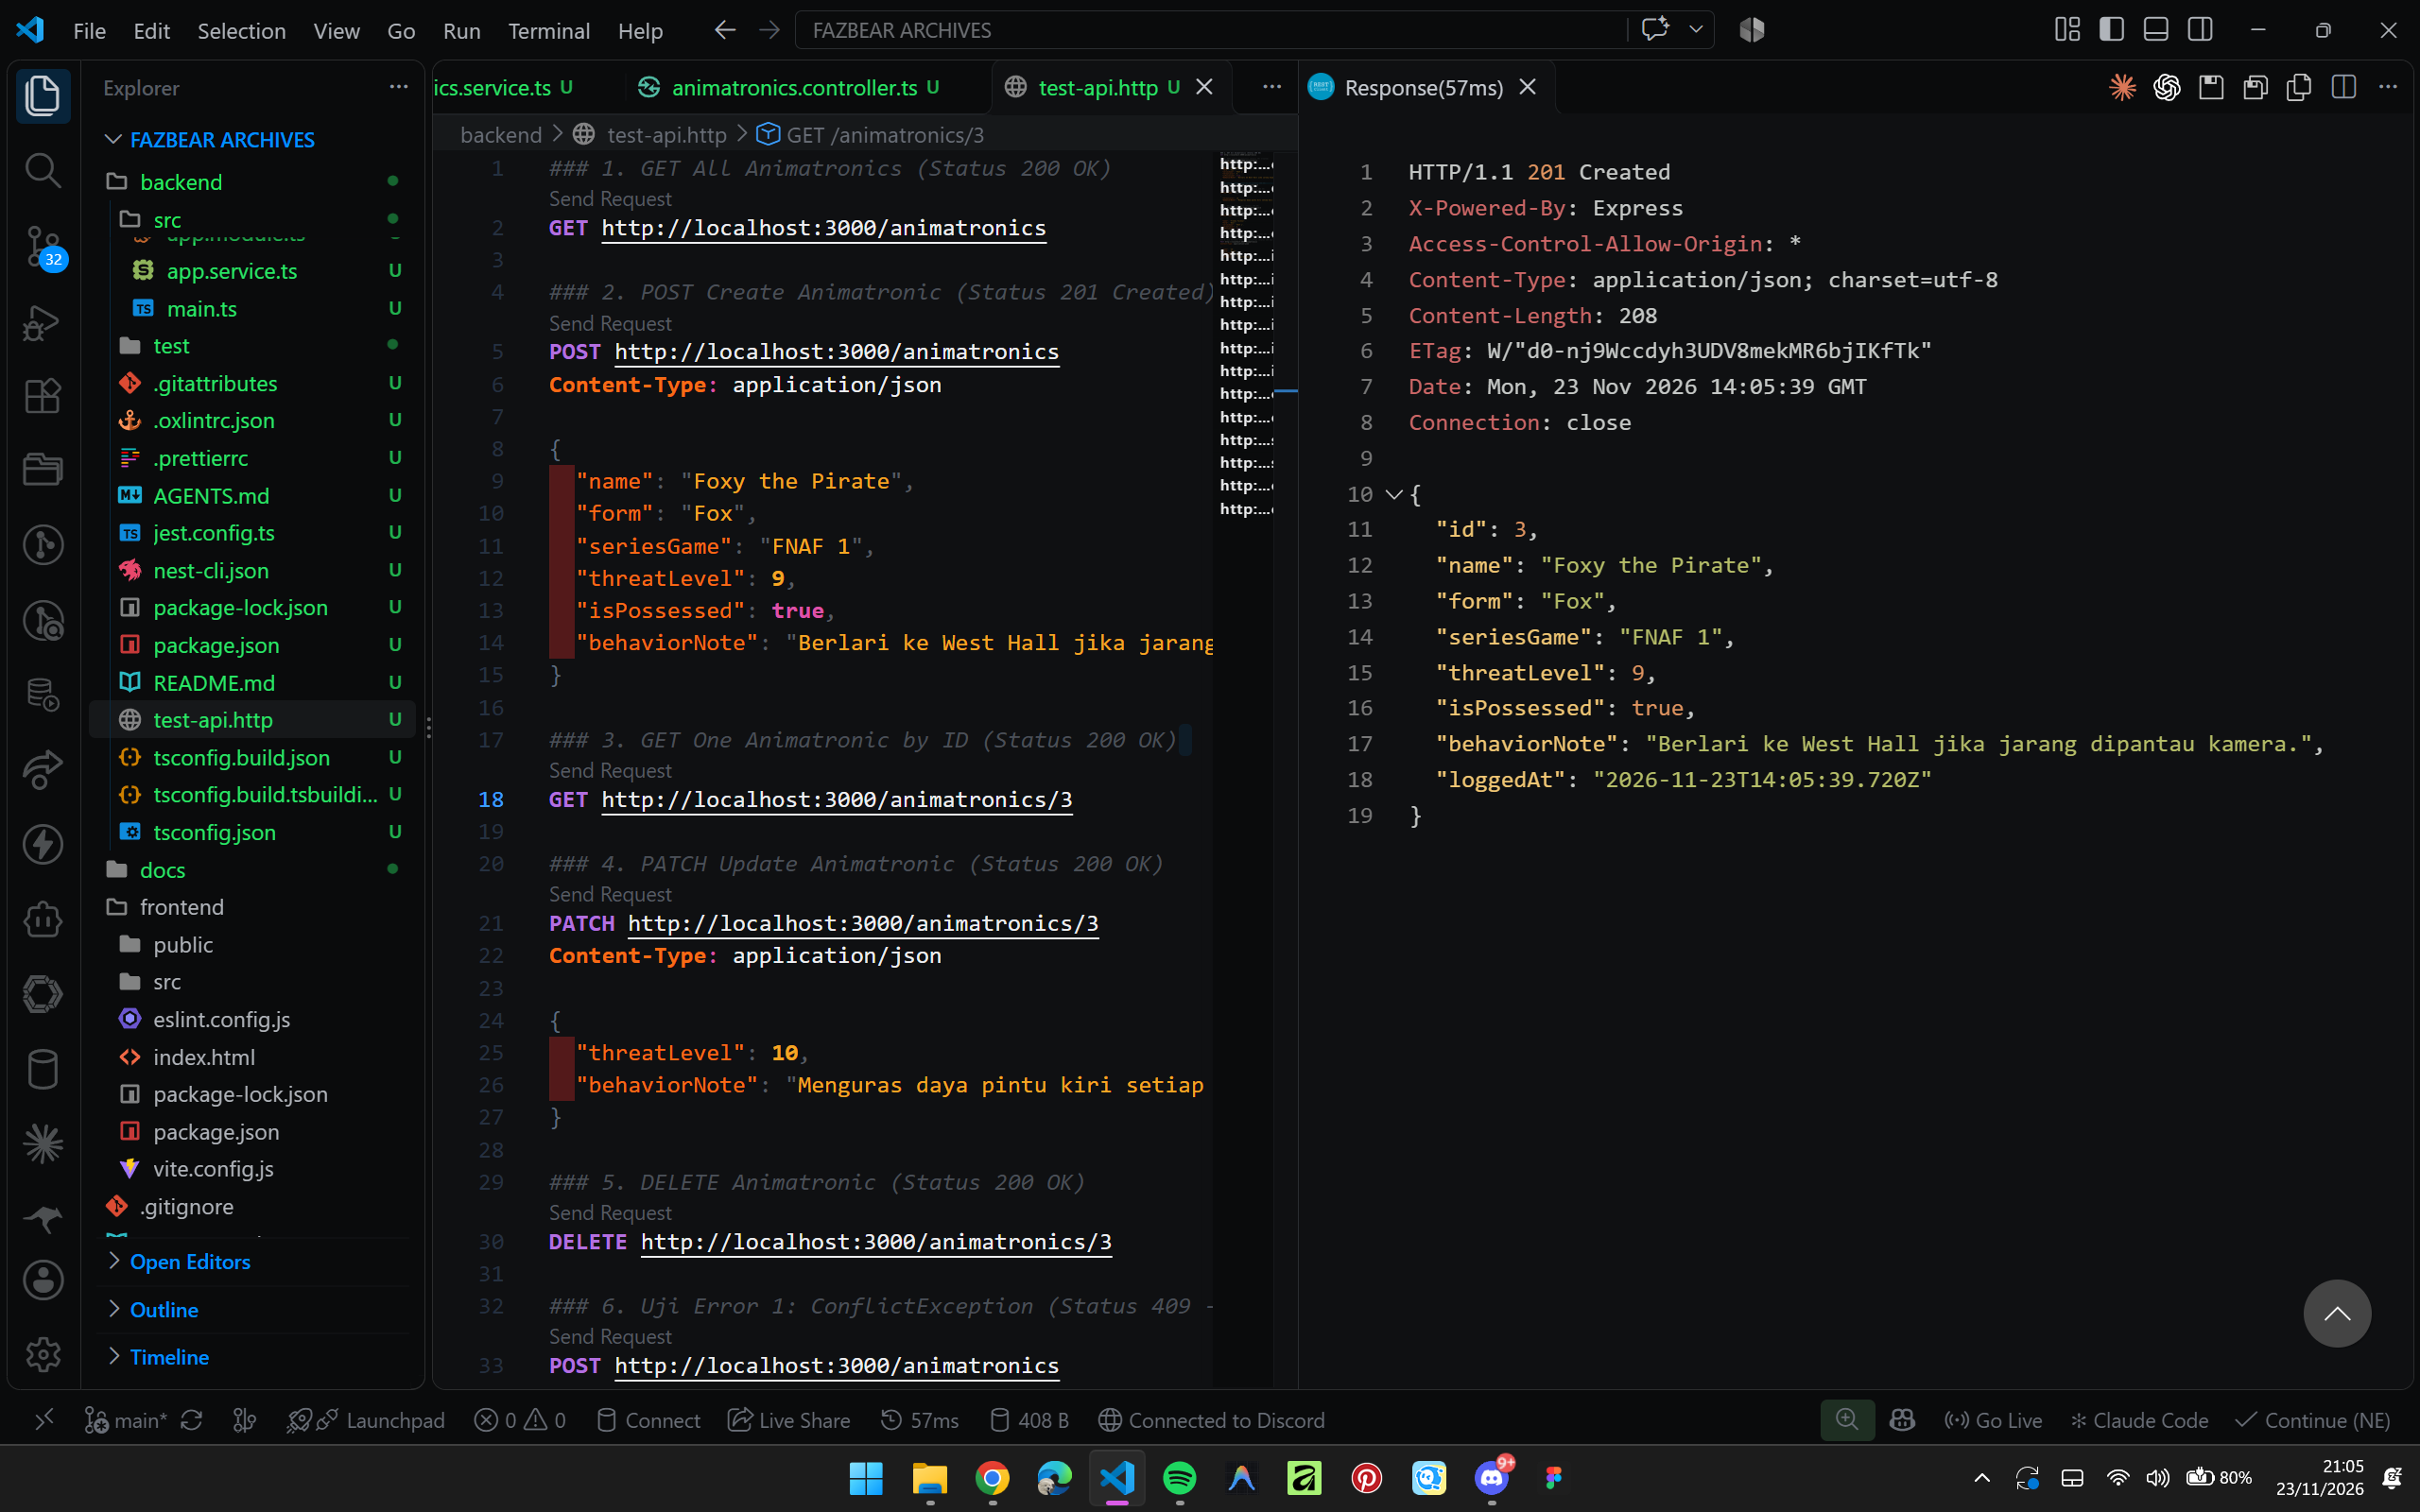 File Edit Selection View Go Run Terminal Help
FAZBEAR ARCHIVES
Explorer
FAZBEAR ARCHIVES
backend
src
app.module.ts
app.service.ts U
main.ts U
test
.gitattributes U
.oxlintrc.json U
.prettierrc U
AGENTS.md U
jest.config.ts U
nest-cli.json U
package-lock.json U
package.json U
README.md U
test-api.http U
tsconfig.build.json U
tsconfig.build.tsbuildi... U
tsconfig.json U
docs
frontend
public
src
eslint.config.js
index.html
package-lock.json
package.json
vite.config.js
.gitignore
Open Editors
Outline
Timeline
32
ics.service.ts U
animatronics.controller.ts U
test-api.http U
backend > test-api.http > GET /animatronics/3
1 ### 1. GET All Animatronics (Status 200 OK)
Send Request
2 GET http://localhost:3000/animatronics
3
4 ### 2. POST Create Animatronic (Status 201 Created)
Send Request
5 POST http://localhost:3000/animatronics
6 Content-Type: application/json
7
8 {
9 "name": "Foxy the Pirate",
10 "form": "Fox",
11 "seriesGame": "FNAF 1",
12 "threatLevel": 9,
13 "isPossessed": true,
14 "behaviorNote": "Berlari ke West Hall jika jarang
15 }
16
17 ### 3. GET One Animatronic by ID (Status 200 OK)
Send Request
18 GET http://localhost:3000/animatronics/3
19
20 ### 4. PATCH Update Animatronic (Status 200 OK)
Send Request
21 PATCH http://localhost:3000/animatronics/3
22 Content-Type: application/json
23
24 {
25 "threatLevel": 10,
26 "behaviorNote": "Menguras daya pintu kiri setiap
27 }
28
29 ### 5. DELETE Animatronic (Status 200 OK)
Send Request
30 DELETE http://localhost:3000/animatronics/3
31
32 ### 6. Uji Error 1: ConflictException (Status 409 -
Send Request
33 POST http://localhost:3000/animatronics
Response(57ms)
1 HTTP/1.1 201 Created
2 X-Powered-By: Express
3 Access-Control-Allow-Origin: *
4 Content-Type: application/json; charset=utf-8
5 Content-Length: 208
6 ETag: W/"d0-nj9Wccdyh3UDV8mekMR6bjIKfTk"
7 Date: Mon, 23 Nov 2026 14:05:39 GMT
8 Connection: close
9
10 {
11 "id": 3,
12 "name": "Foxy the Pirate",
13 "form": "Fox",
14 "seriesGame": "FNAF 1",
15 "threatLevel": 9,
16 "isPossessed": true,
17 "behaviorNote": "Berlari ke West Hall jika jarang dipantau kamera.",
18 "loggedAt": "2026-11-23T14:05:39.720Z"
19 }
main* Launchpad 0 0 Connect Live Share 57ms 408 B Connected to Discord Go Live Claude Code Continue (NE)
9+
80%
21:05
23/11/2026